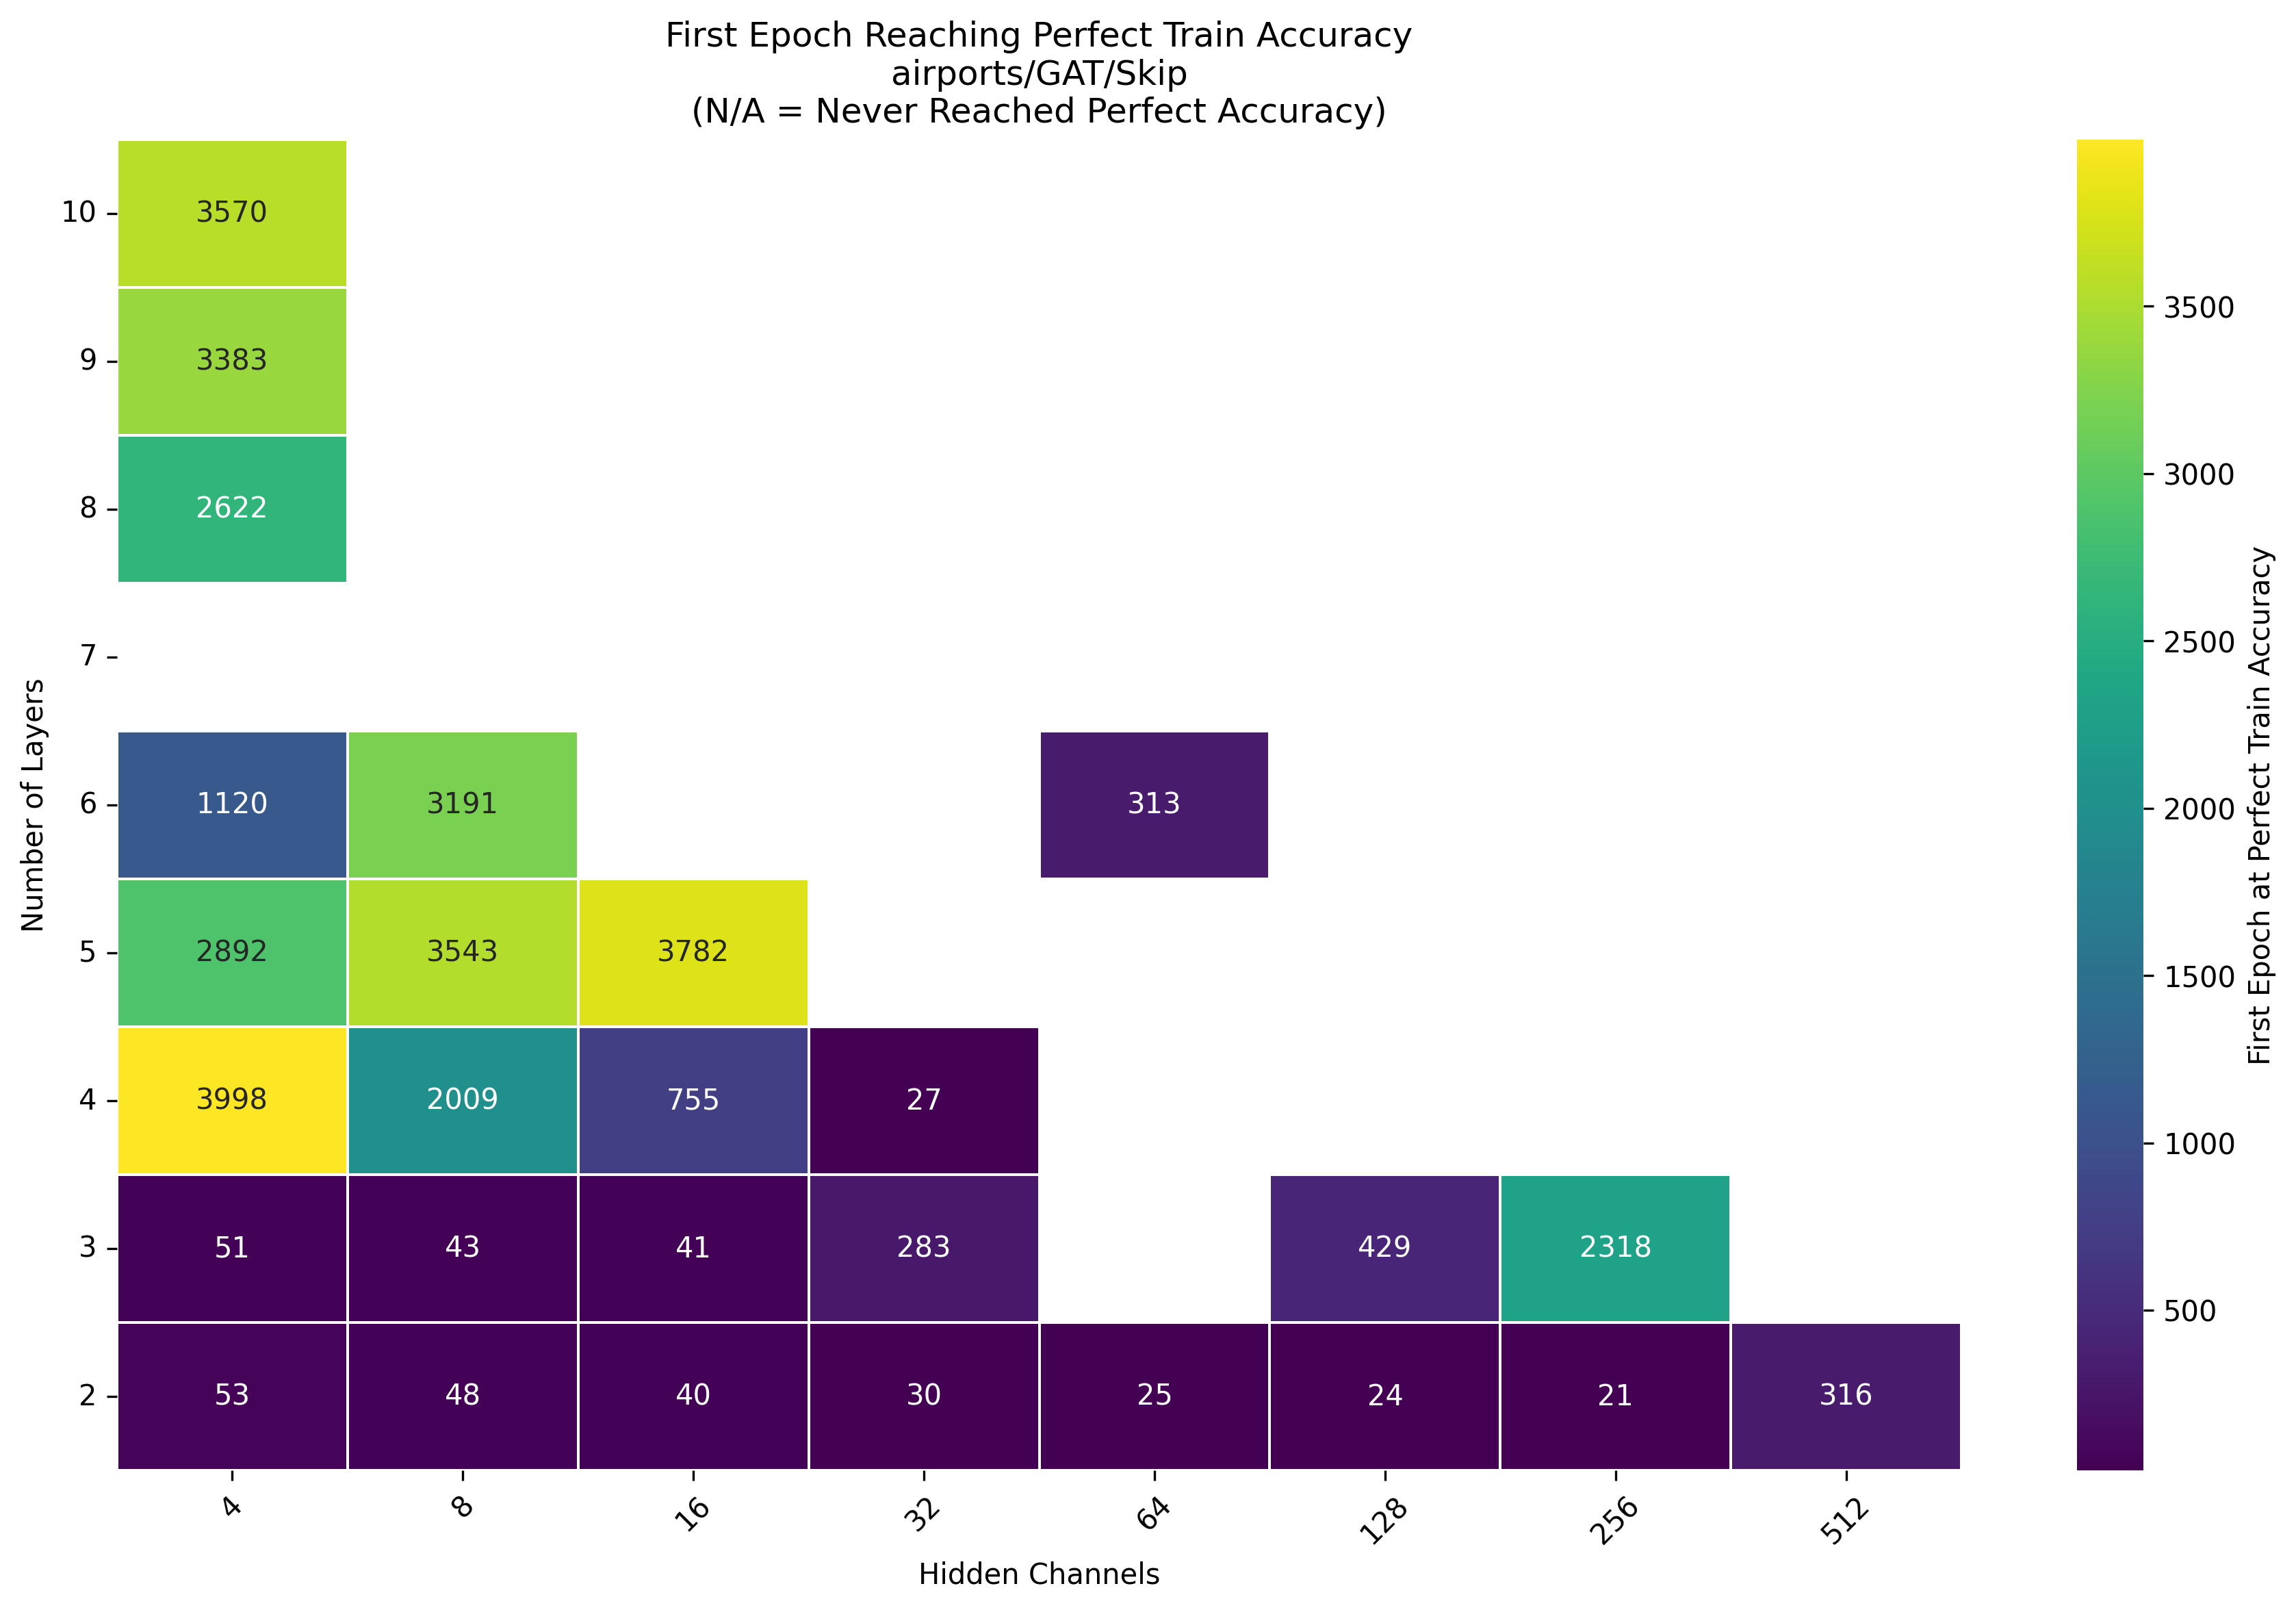 First Epoch Reaching Perfect Train Accuracy
airports/GAT/Skip
(N/A = Never Reached Perfect Accuracy)
Number of Layers
10 3570
9 3383
8 2622
7
6 1120 3191 313
5 2892 3543 3782
4 3998 2009 755 27
3 51 43 41 283 429 2318
2 53 48 40 30 25 24 21 316
4 8 16 32 64 128 256 512
Hidden Channels
3500
3000
2500
2000
1500
1000
500
First Epoch at Perfect Train Accuracy